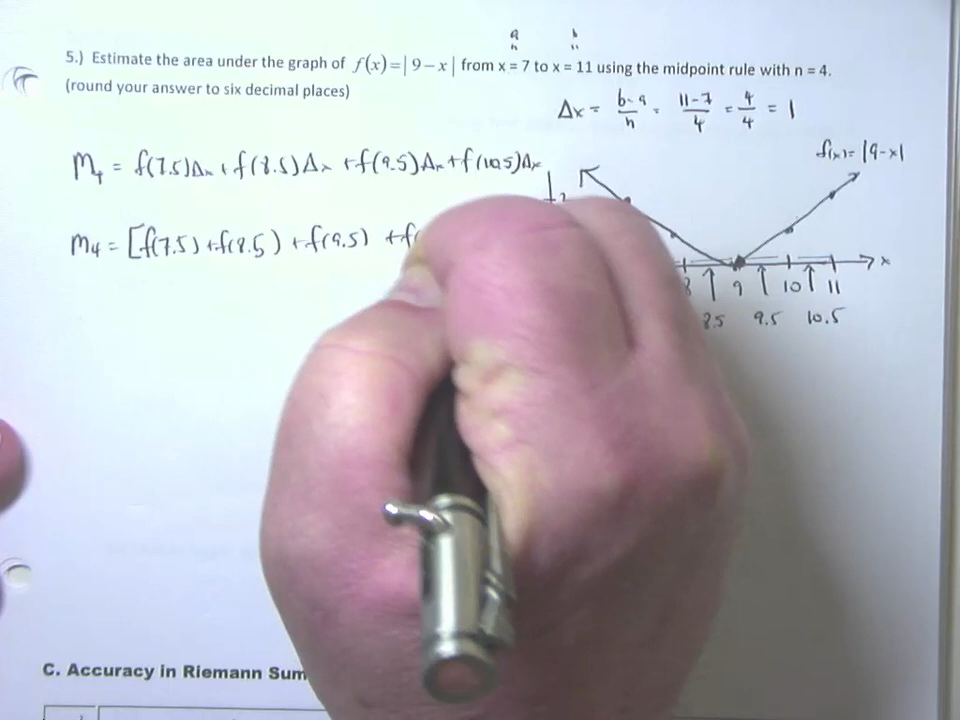 a b
" "
5.) Estimate the area under the graph of f(x)=| 9 – x | from x = 7 to x = 11 using the midpoint rule with n = 4.
(round your answer to six decimal places)
Δx = b-a/n = 11-7/4 = 4/4 = 1
f(x)= |9-x|
M4 = f(7.5)Δx + f(8.5)Δx + f(9.5)Δx + f(10.5)Δx
2
M4 = [f(7.5) + f(8.5) + f(9.5) + f(
x
8 9 10 11
8.5 9.5 10.5
C. Accuracy in Riemann Sum